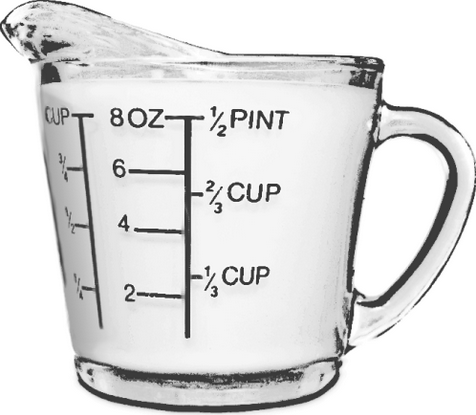 CUP 8 OZ 1/2 PINT
3/4 6
2/3 CUP
1/2 4
1/3 CUP
1/4 2